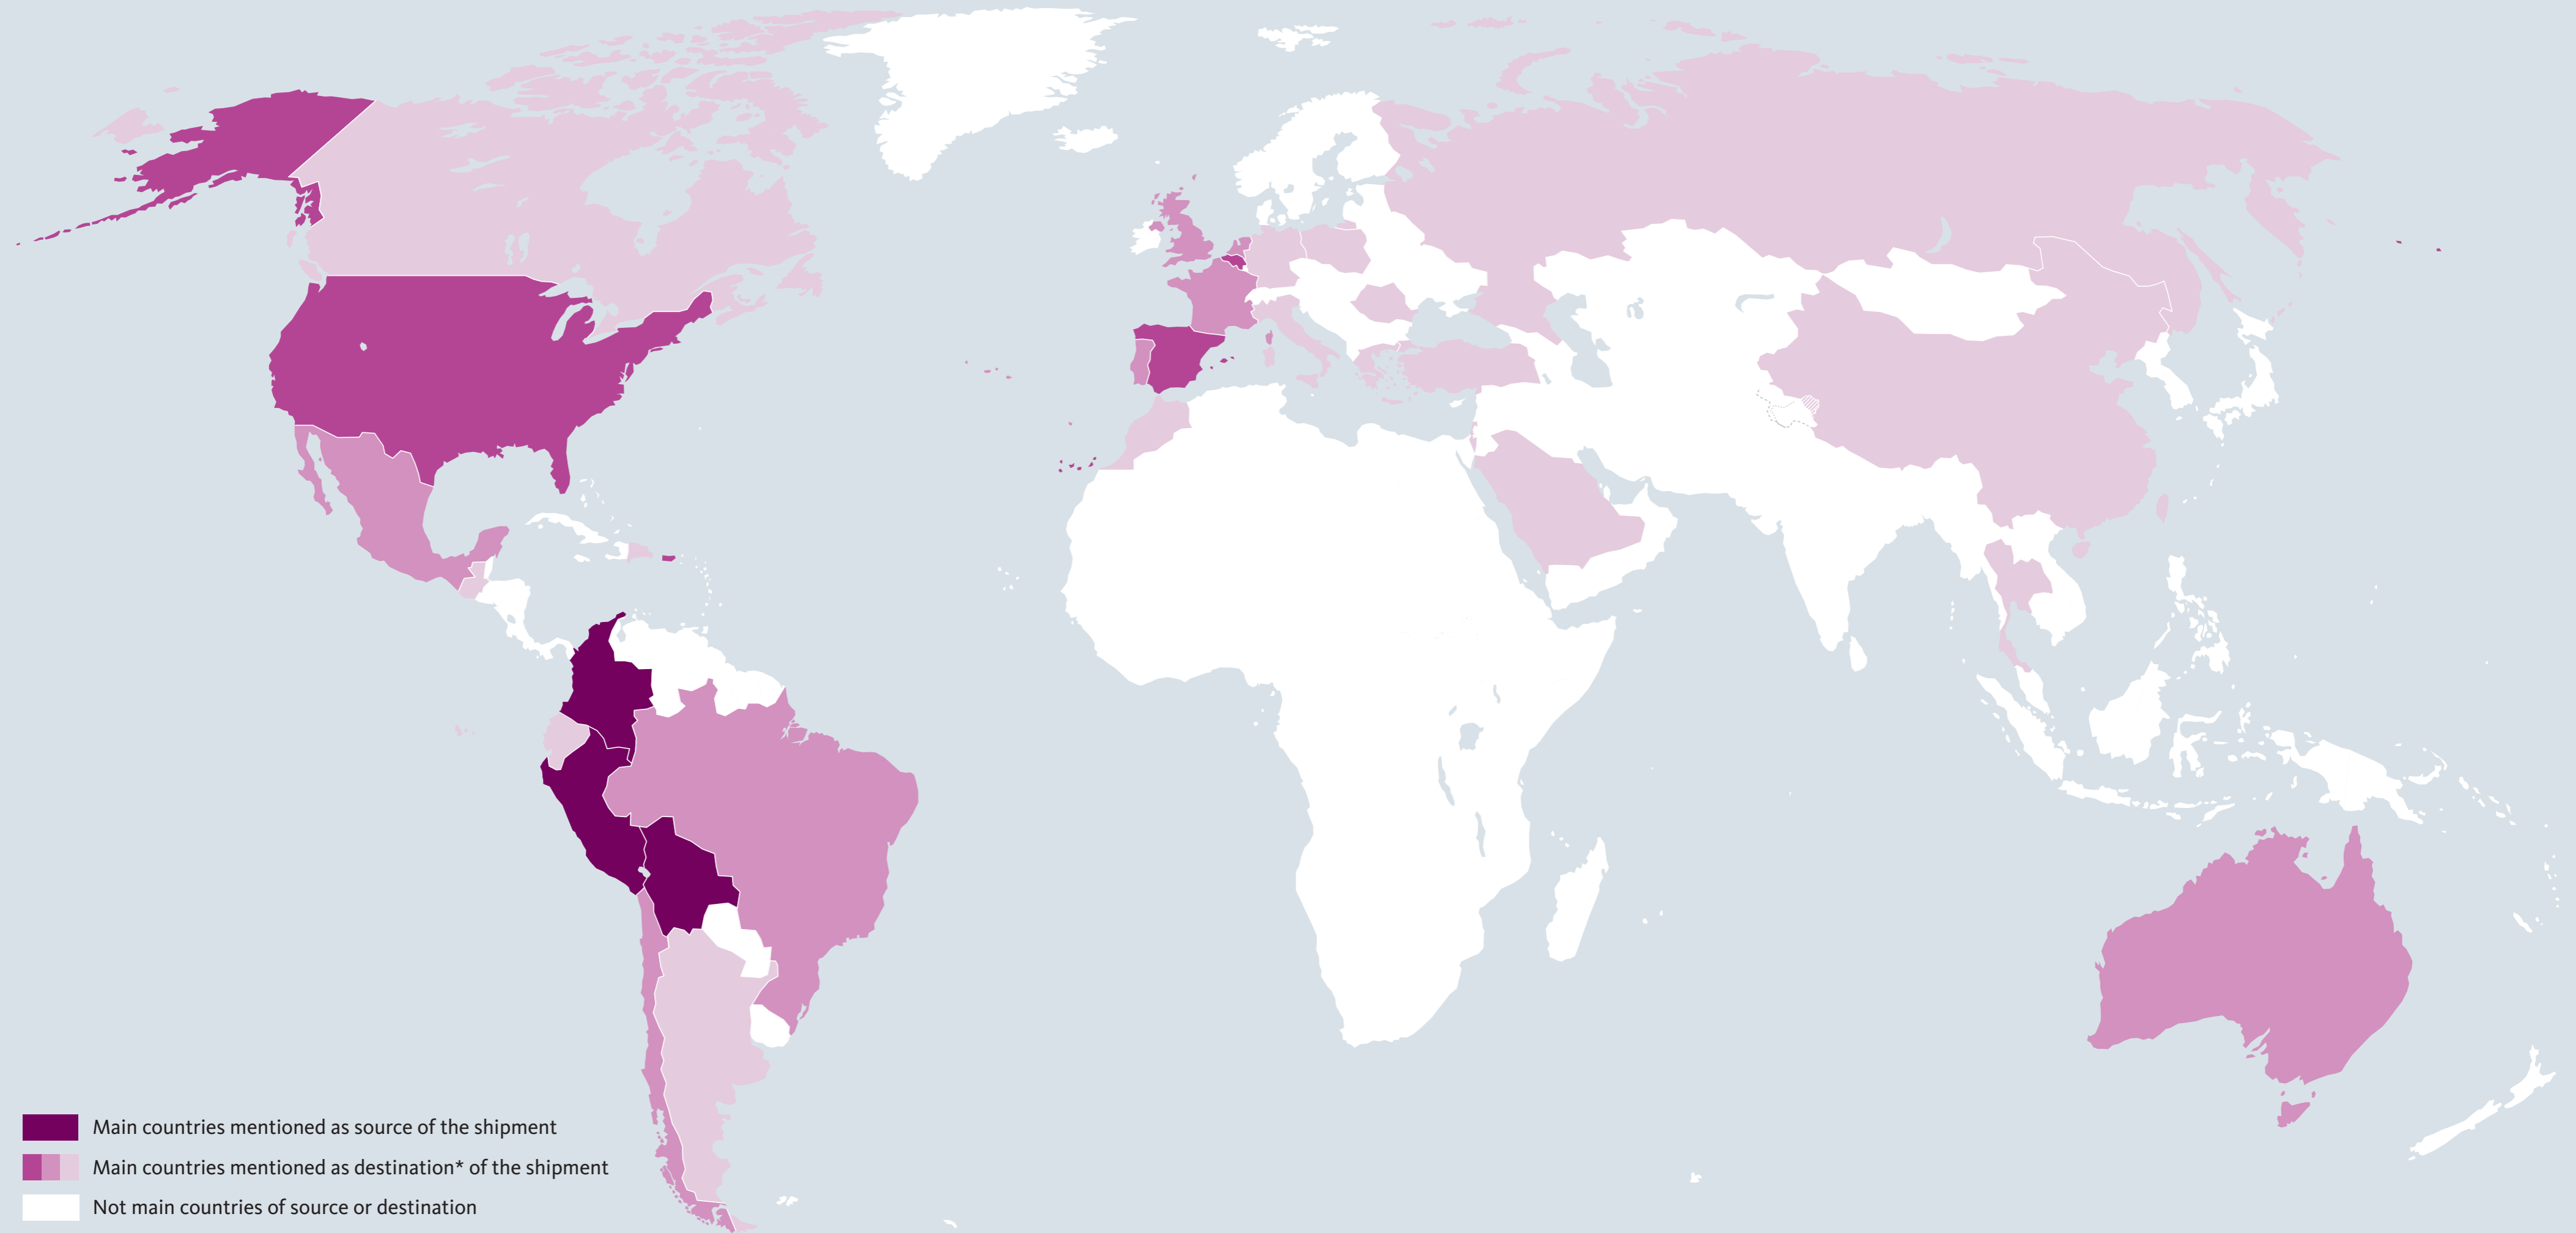 Main countries mentioned as source of the shipment
Main countries mentioned as destination* of the shipment
Not main countries of source or destination